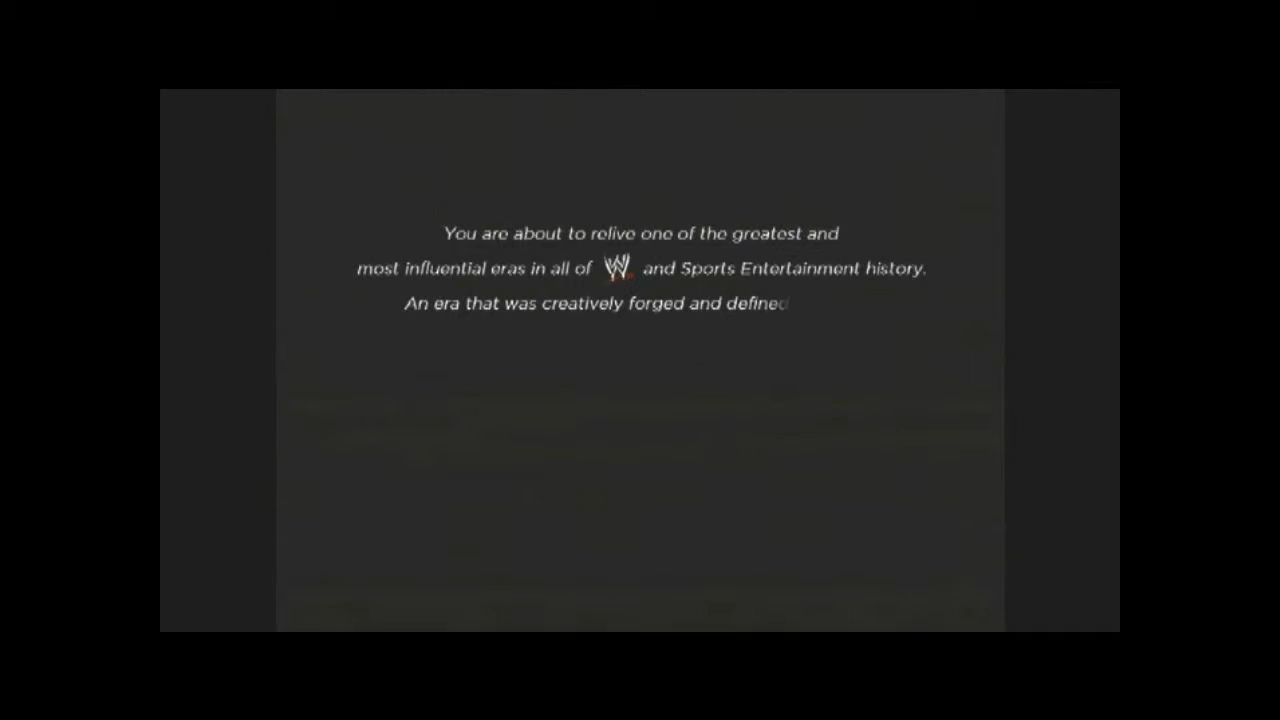 You are about to relive one of the greatest and
most influential eras in all of W and Sports Entertainment history.
An era that was creatively forged and defined